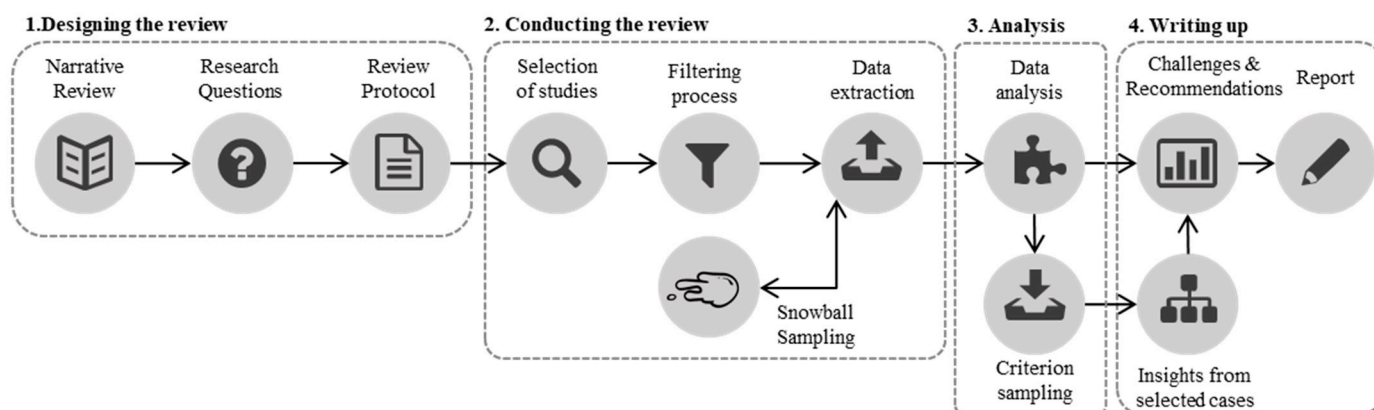 1.Designing the review
Narrative
Review
Research
Questions
Review
Protocol
2. Conducting the review
Selection
of studies
Filtering
process
Data
extraction
Snowball
Sampling
3. Analysis
Data
analysis
Criterion
sampling
4. Writing up
Challenges &
Recommendations
Report
Insights from
selected cases